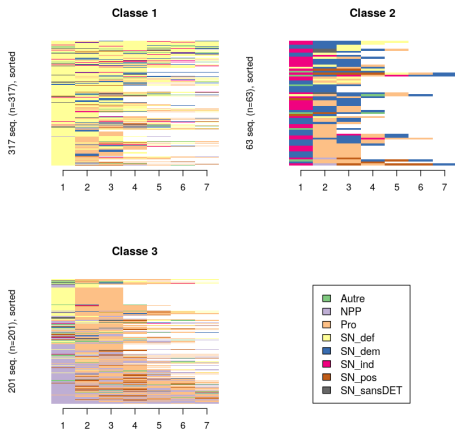 Classe 1
317 seq. (n=317), sorted
1 2 3 4 5 6 7
Classe 2
63 seq. (n=63), sorted
1 2 3 4 5 6 7
Classe 3
201 seq. (n=201), sorted
1 2 3 4 5 6 7
Autre
NPP
Pro
SN_def
SN_dem
SN_ind
SN_pos
SN_sansDET